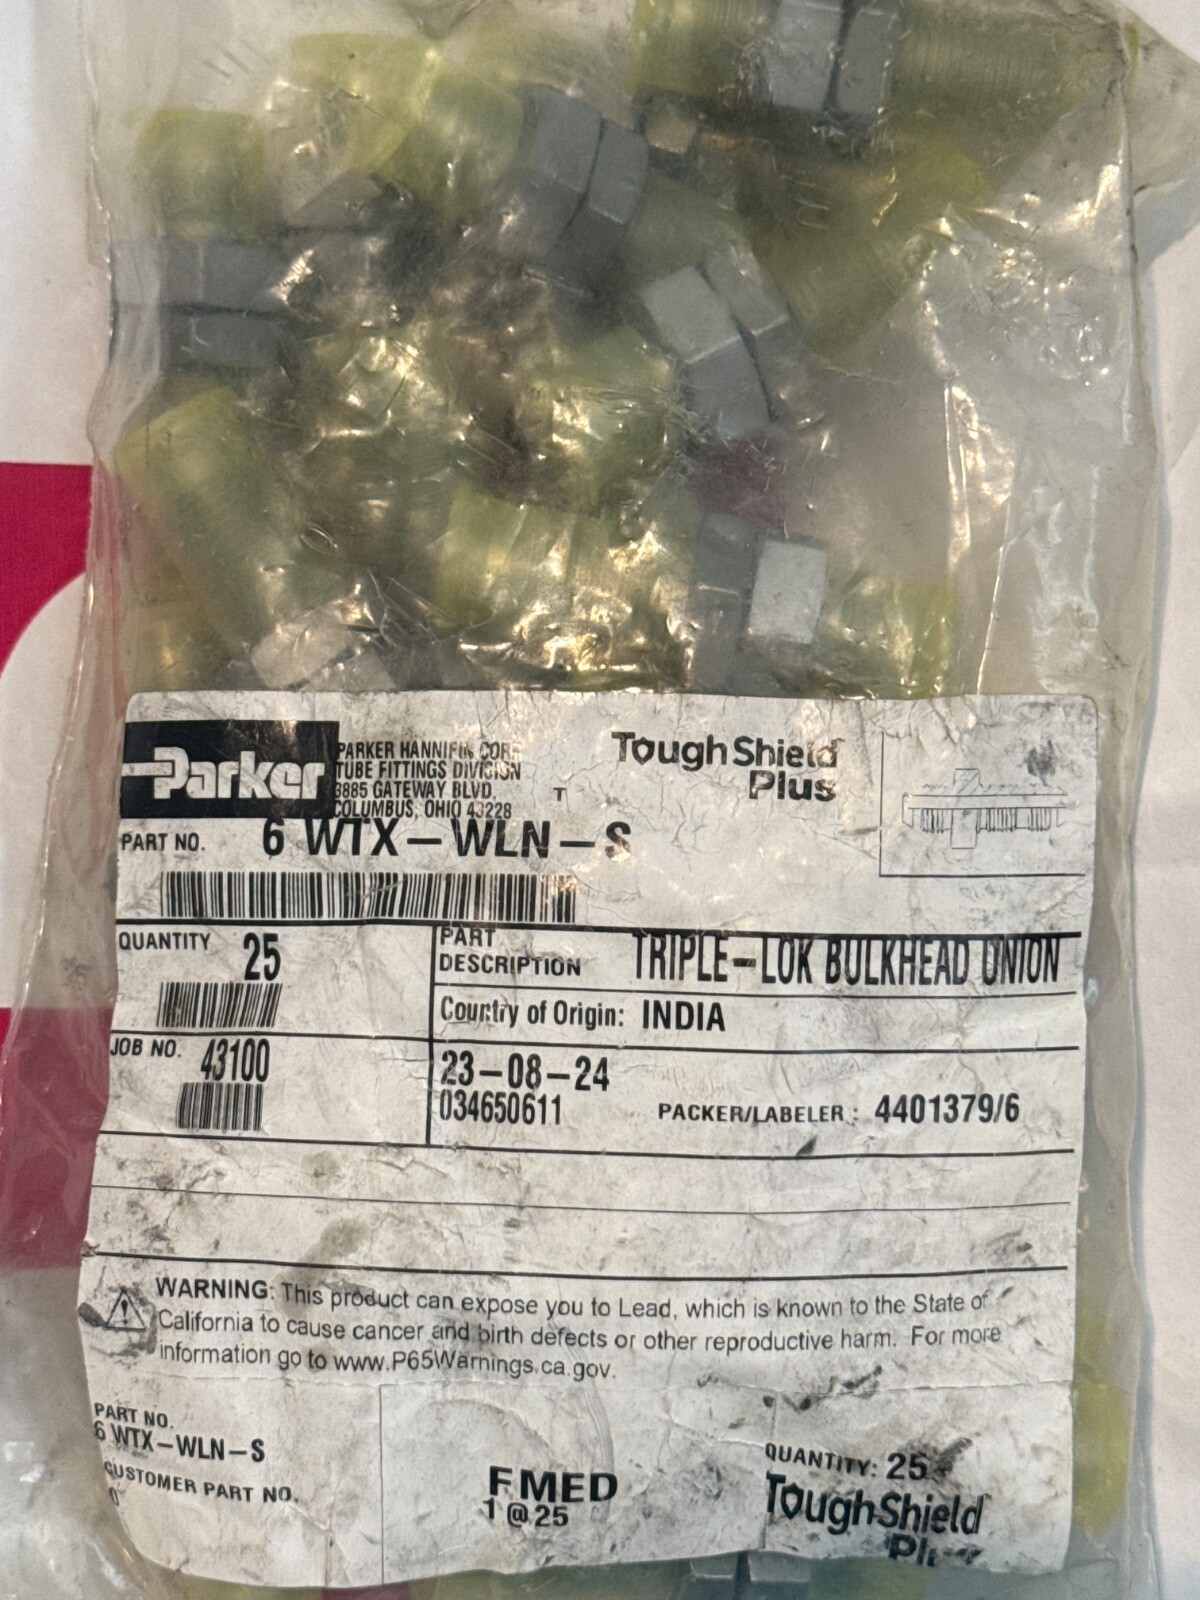 Parker
PARKER HANNIFIN CORP
TUBE FITTINGS DIVISION
3885 GATEWAY BLVD.
COLUMBUS, OHIO 43228
T
ToughShield
Plus
PART NO. 6 WTX-WLN-S
QUANTITY 25
PART
DESCRIPTION TRIPLE-LOK BULKHEAD UNION
Country of Origin: INDIA
JOB NO. 43100
23-08-24
034650611
PACKER/LABELER: 4401379/6
WARNING: This product can expose you to Lead, which is known to the State of
California to cause cancer and birth defects or other reproductive harm. For more
information go to www.P65Warnings.ca.gov.
PART NO.
6 WTX-WLN-S
CUSTOMER PART NO.
0
FMED
1 @ 25
QUANTITY: 25
ToughShield
Plus